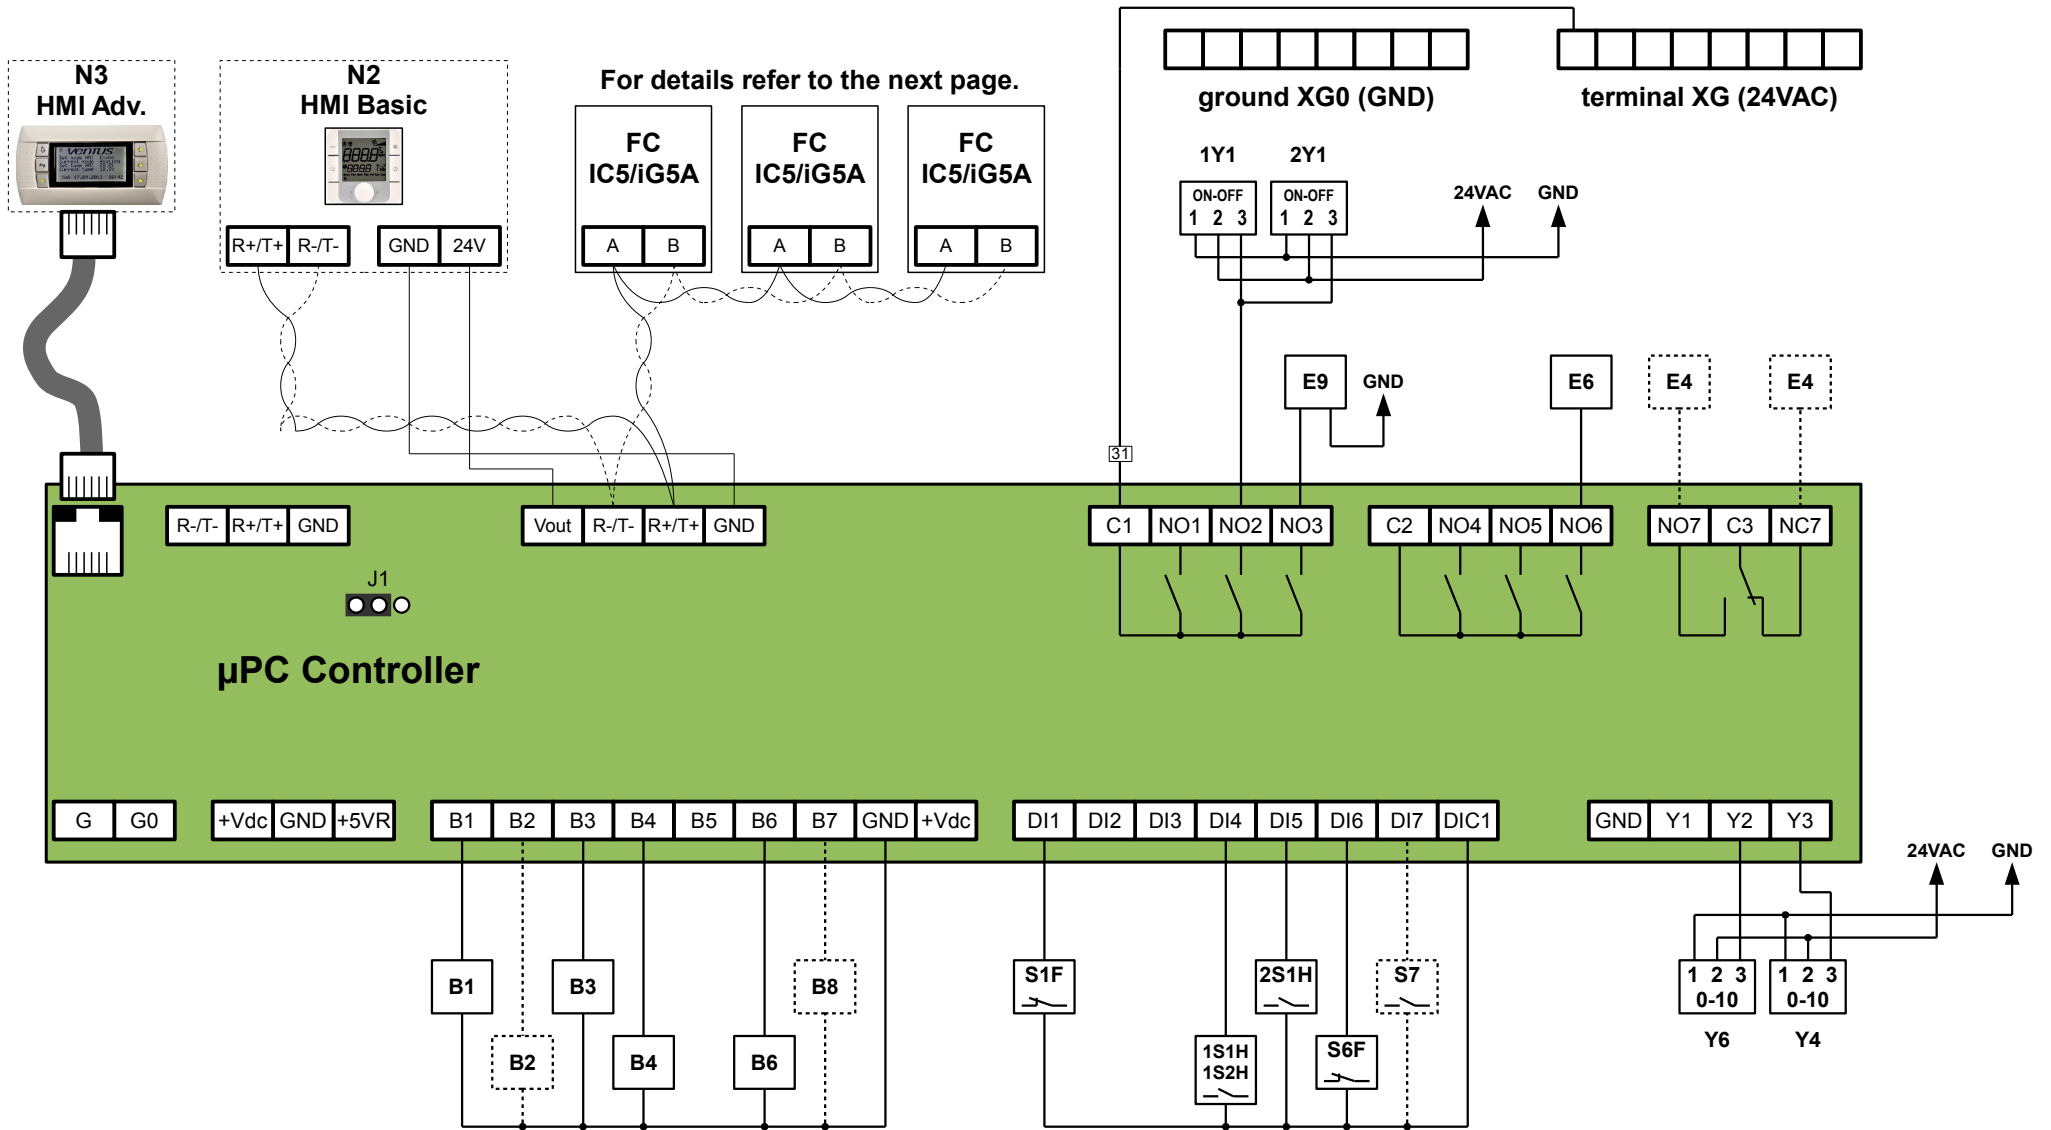 N3
HMI Adv.
ventus
N2
HMI Basic
R+/T+ R-/T- GND 24V
For details refer to the next page.
FC
IC5/iG5A
A B
FC
IC5/iG5A
A B
FC
IC5/iG5A
A B
ground XG0 (GND)
terminal XG (24VAC)
1Y1
ON-OFF
1 2 3
2Y1
ON-OFF
1 2 3
24VAC GND
E9
GND
E6
E4
E4
31
R-/T- R+/T+ GND
Vout R-/T- R+/T+ GND
C1 NO1 NO2 NO3
C2 NO4 NO5 NO6
NO7 C3 NC7
J1
µPC Controller
G G0
+Vdc GND +5VR
B1 B2 B3 B4 B5 B6 B7 GND +Vdc
DI1 DI2 DI3 DI4 DI5 DI6 DI7 DIC1
GND Y1 Y2 Y3
24VAC GND
B1
B3
B8
B2
B4
B6
S1F
2S1H
S7
1S1H
1S2H
S6F
1 2 3
0-10
Y6
1 2 3
0-10
Y4